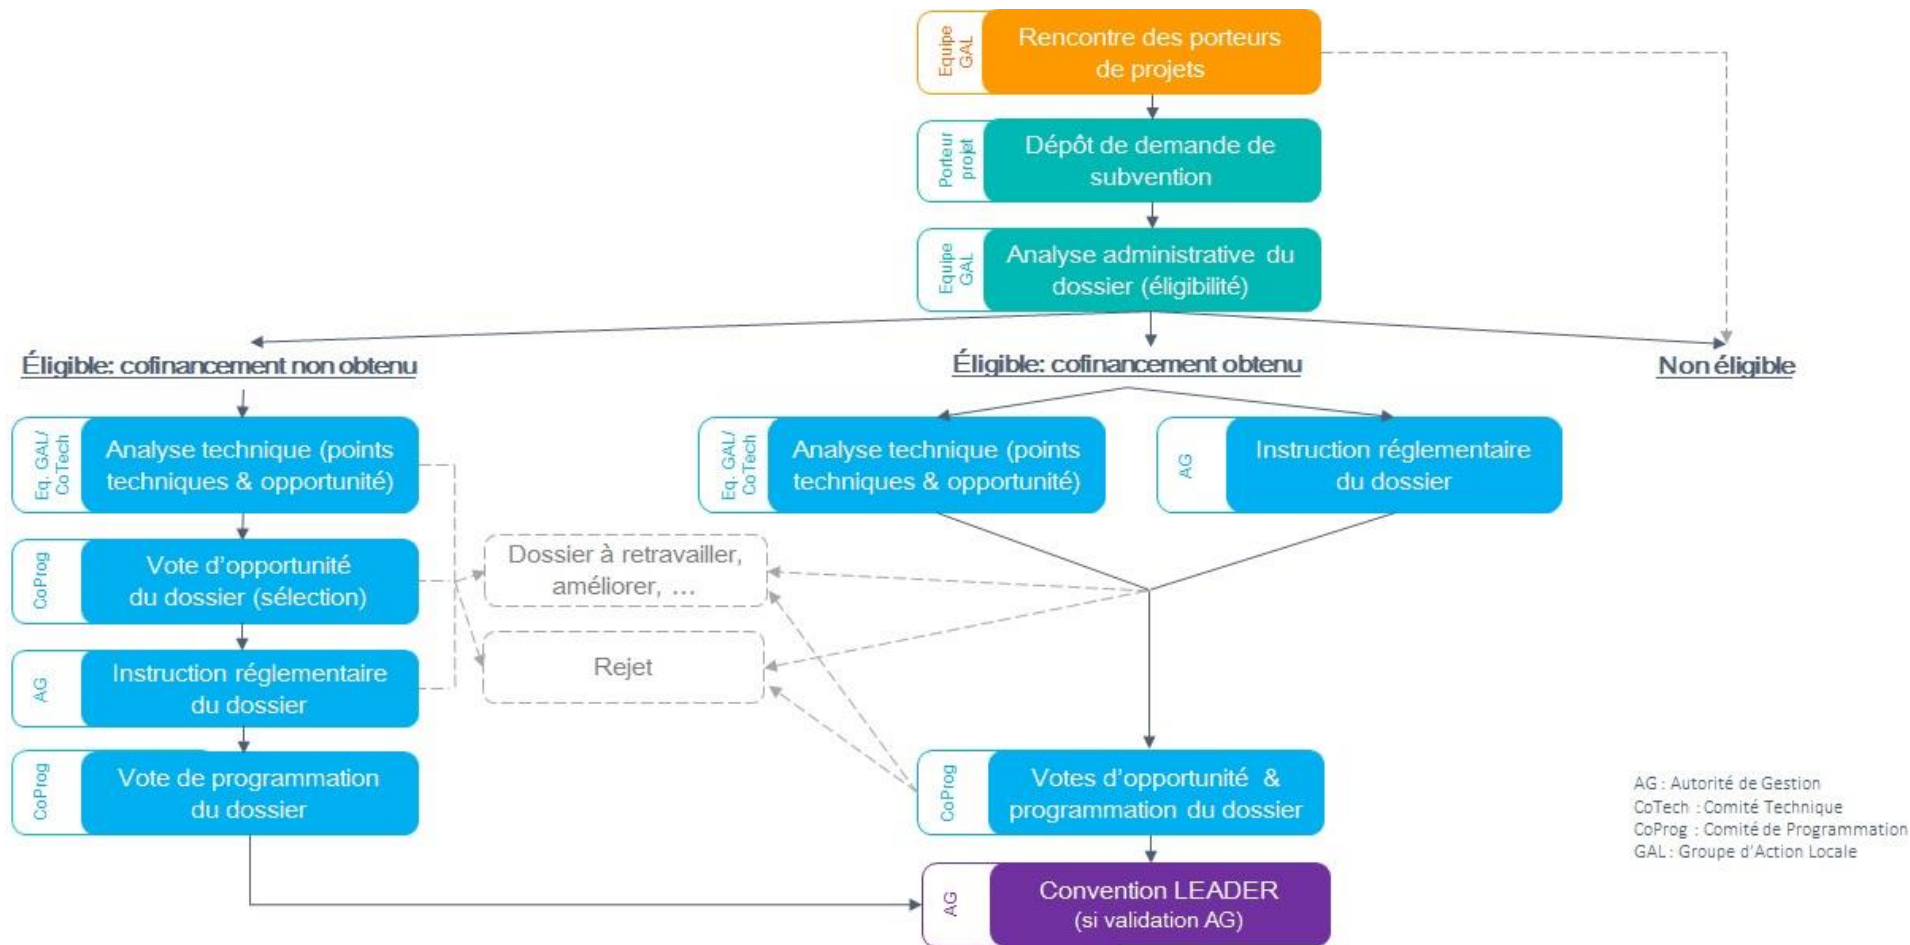 Equipe
GAL
Rencontre des porteurs
de projets
Porteur
projet
Dépôt de demande de
subvention
Equipe
GAL
Analyse administrative du
dossier (éligibilité)
Éligible: cofinancement non obtenu
Éligible: cofinancement obtenu
Non éligible
Eq. GAL/
CoTech
Analyse technique (points
techniques & opportunité)
Eq. GAL/
CoTech
Analyse technique (points
techniques & opportunité)
AG
Instruction réglementaire
du dossier
CoProg
Vote d'opportunité
du dossier (sélection)
Dossier à retravailler,
améliorer, ...
AG
Instruction réglementaire
du dossier
Rejet
CoProg
Vote de programmation
du dossier
CoProg
Votes d'opportunité &
programmation du dossier
AG : Autorité de Gestion
CoTech : Comité Technique
CoProg : Comité de Programmation
GAL : Groupe d'Action Locale
AG
Convention LEADER
(si validation AG)